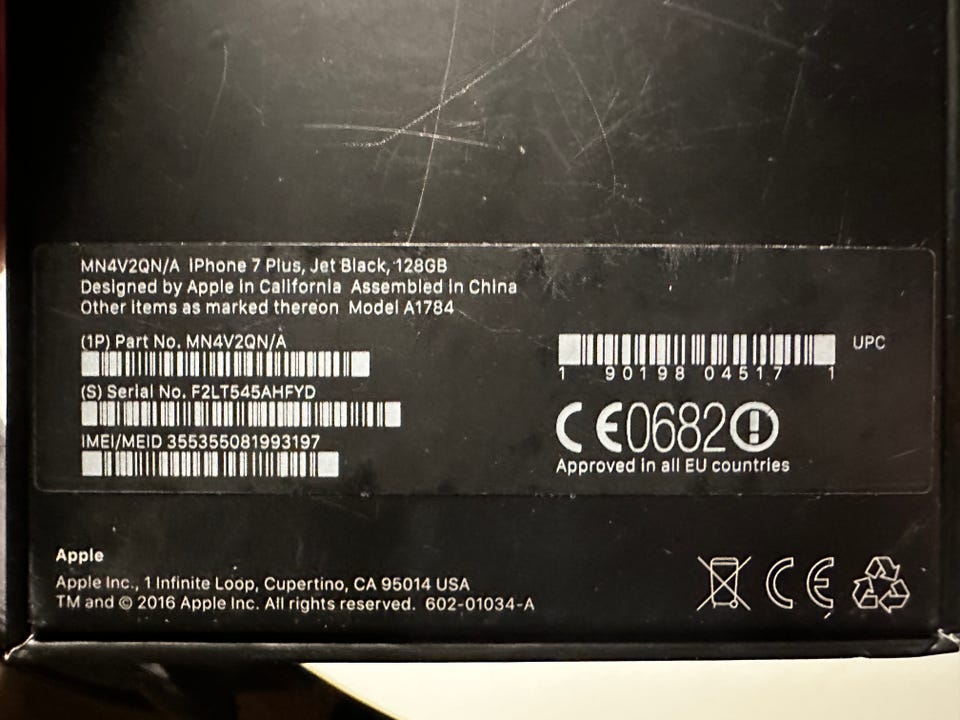 MN4V2QN/A iPhone 7 Plus, Jet Black, 128GB
Designed by Apple in California Assembled in China
Other items as marked thereon Model A1784
(1P) Part No. MN4V2QN/A
(S) Serial No. F2LT545AHFYD
IMEI/MEID 355355081993197
UPC
1 90198 04517 1
CE0682
Approved in all EU countries
Apple
Apple Inc., 1 Infinite Loop, Cupertino, CA 95014 USA
TM and © 2016 Apple Inc. All rights reserved. 602-01034-A
CE